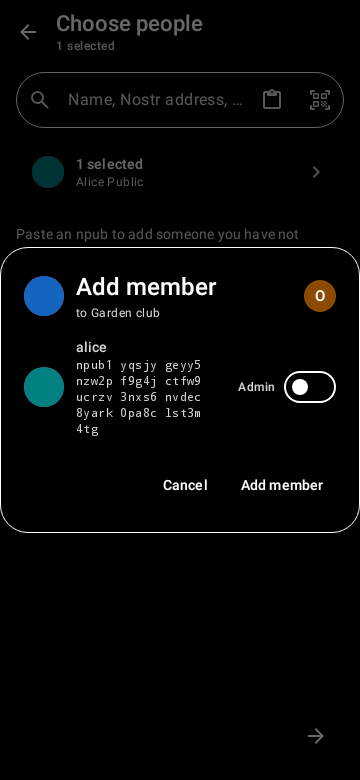 Choose people
1 selected
Name, Nostr address, …
1 selected
Alice Public
Paste an npub to add someone you have not
Add member
O
to Garden club
alice
npub1 yqsjy geyy5
nzw2p f9g4j ctfw9
ucrzv 3nxs6 nvdec
8yark 0pa8c lst3m
4tg
Admin
Cancel
Add member